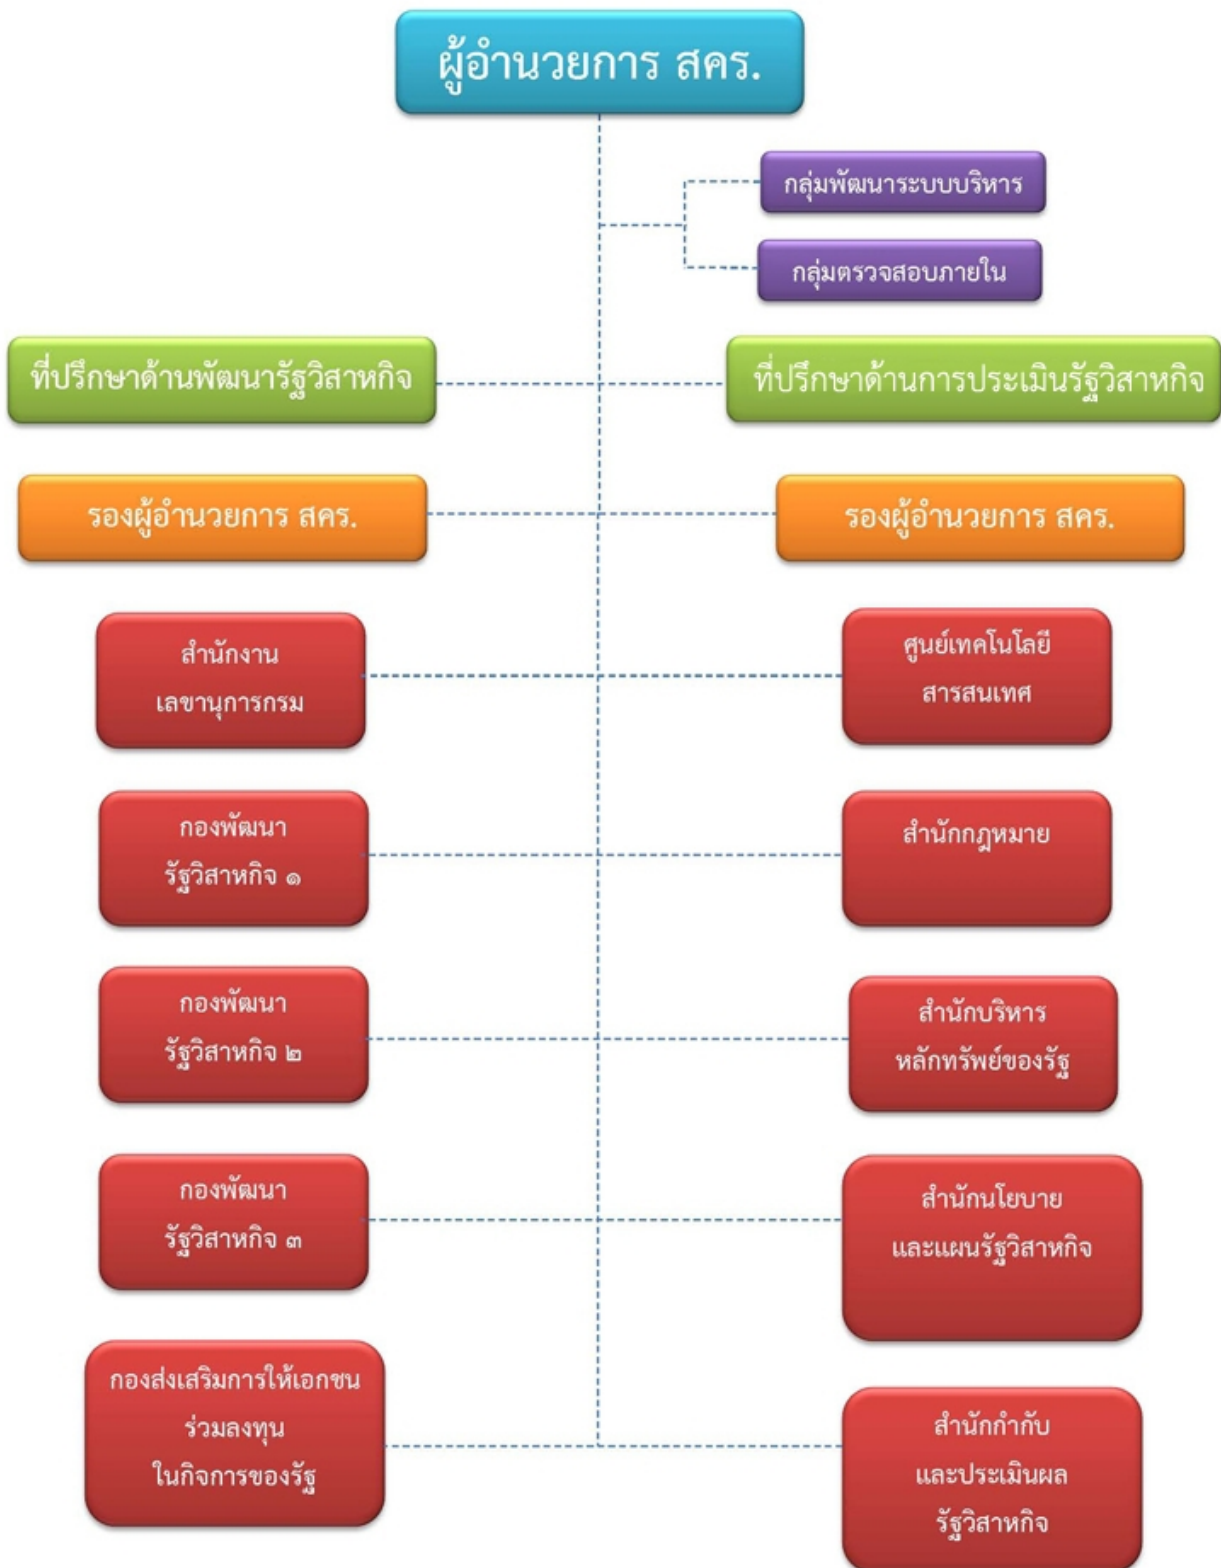 ผู้อำนวยการ สคร.
กลุ่มพัฒนาระบบบริหาร
กลุ่มตรวจสอบภายใน
ที่ปรึกษาด้านพัฒนารัฐวิสาหกิจ
ที่ปรึกษาด้านการประเมินรัฐวิสาหกิจ
รองผู้อำนวยการ สคร.
รองผู้อำนวยการ สคร.
สำนักงาน
เลขานุการกรม
ศูนย์เทคโนโลยี
สารสนเทศ
กองพัฒนา
รัฐวิสาหกิจ ๑
สำนักกฎหมาย
กองพัฒนา
รัฐวิสาหกิจ ๒
สำนักบริหาร
หลักทรัพย์ของรัฐ
กองพัฒนา
รัฐวิสาหกิจ ๓
สำนักนโยบาย
และแผนรัฐวิสาหกิจ
กองส่งเสริมการให้เอกชน
ร่วมลงทุน
ในกิจการของรัฐ
สำนักกำกับ
และประเมินผล
รัฐวิสาหกิจ